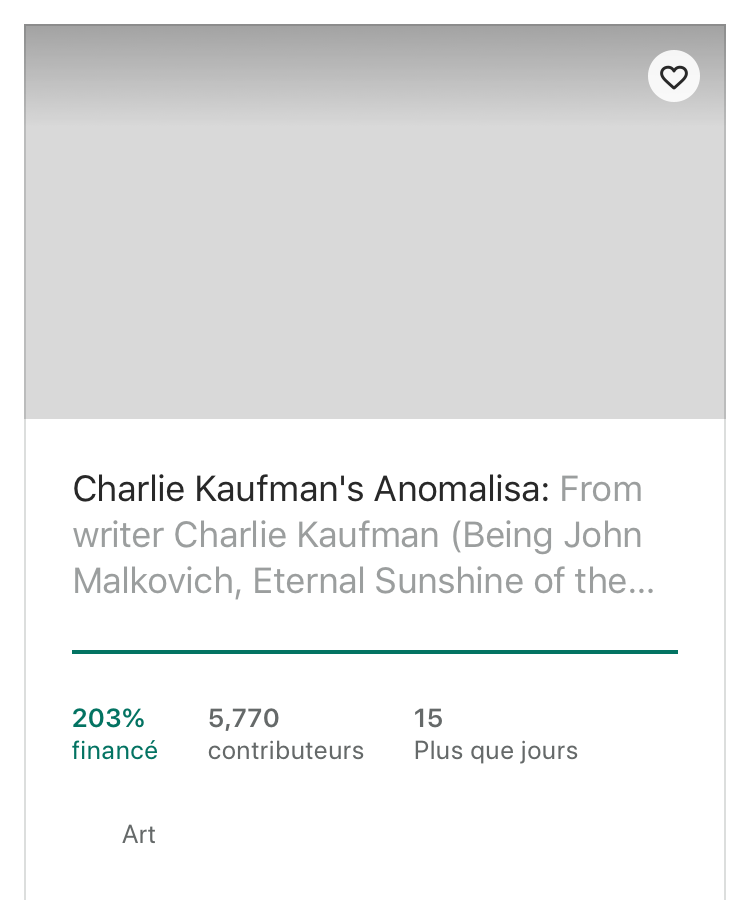 Charlie Kaufman's Anomalisa: From
writer Charlie Kaufman (Being John
Malkovich, Eternal Sunshine of the...
203%
financé
5,770
contributeurs
15
Plus que jours
Art